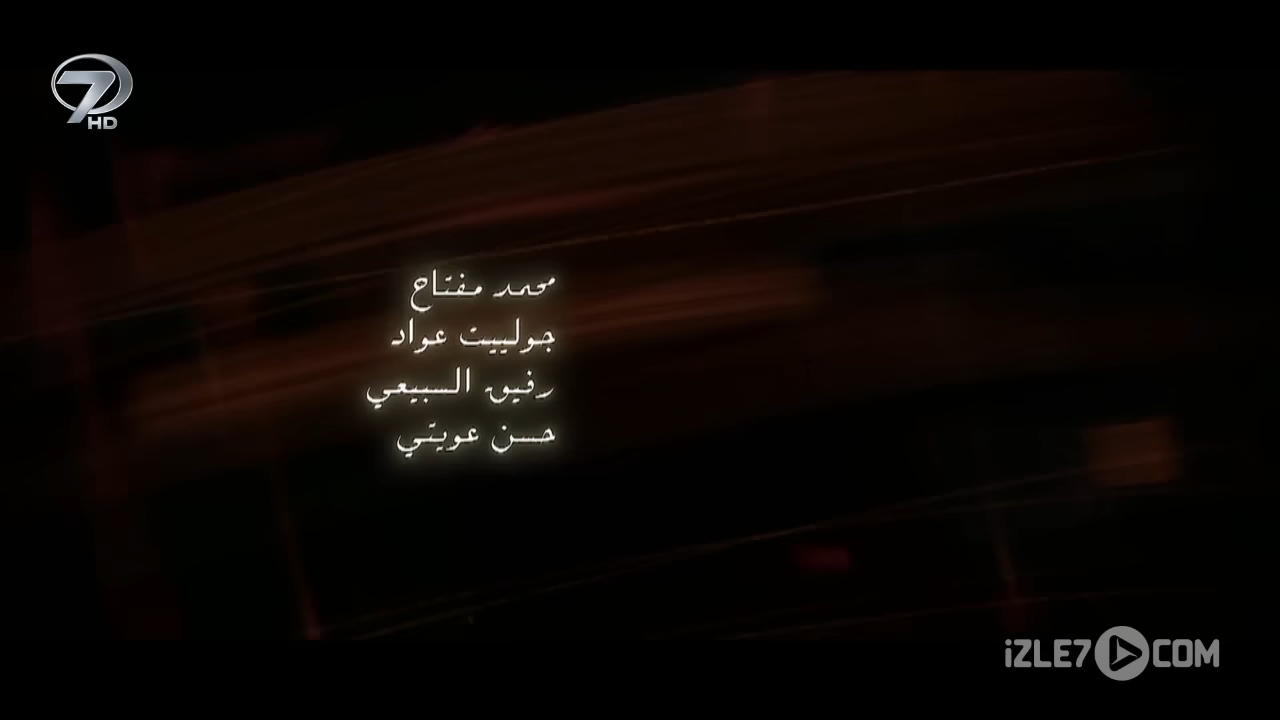 7
HD
محمد مفتاح
جولييت عواد
رفيق السبيعي
حسن عويتي
iZLE7 COM